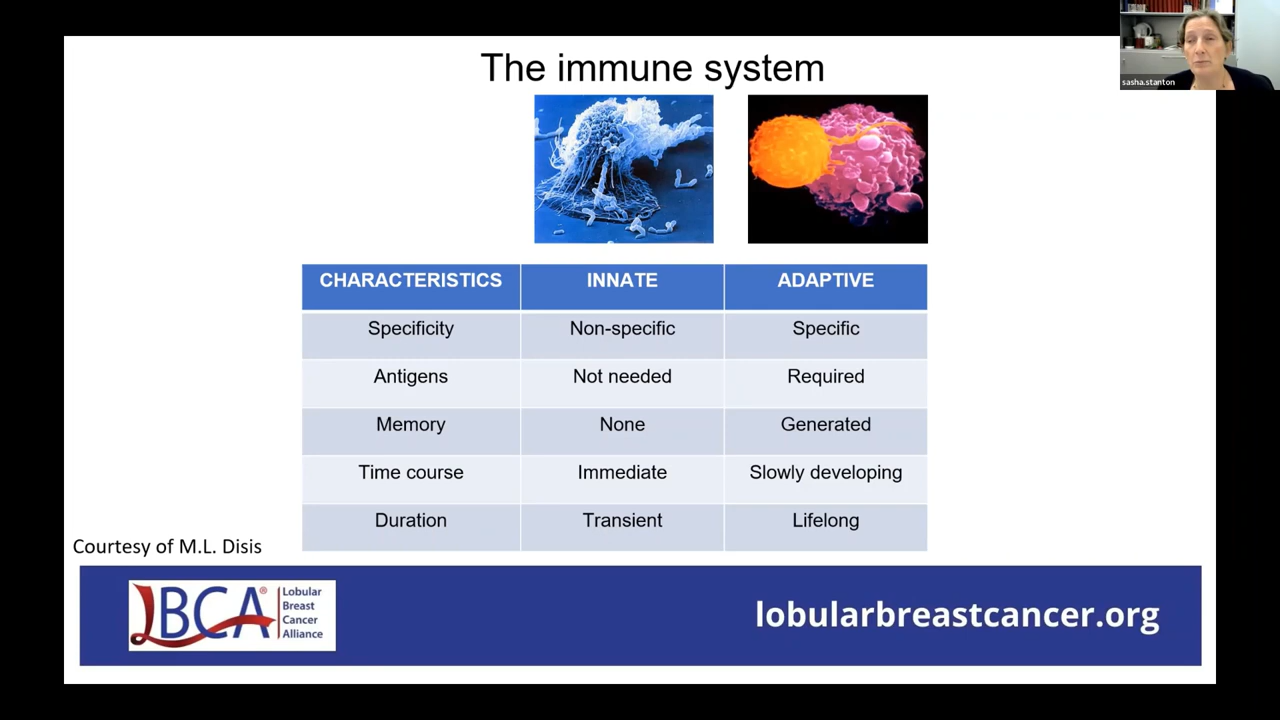 The immune system
sasha.stanton
CHARACTERISTICS INNATE ADAPTIVE
Specificity Non-specific Specific
Antigens Not needed Required
Memory None Generated
Time course Immediate Slowly developing
Duration Transient Lifelong
Courtesy of M.L. Disis
LBCA®
Lobular
Breast
Cancer
Alliance
lobularbreastcancer.org